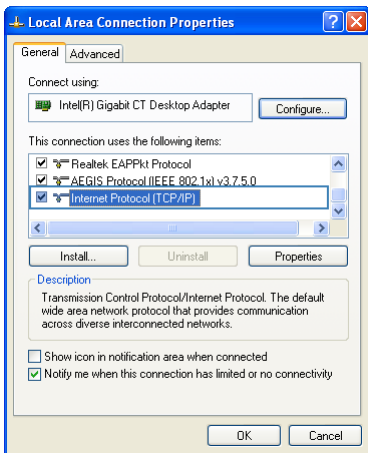 Local Area Connection Properties
General
Advanced
Connect using:
Intel(R) Gigabit CT Desktop Adapter
Configure...
This connection uses the following items:
Realtek EAPPkt Protocol
AEGIS Protocol (IEEE 802.1x) v3.7.5.0
Internet Protocol (TCP/IP)
Install...
Uninstall
Properties
Description
Transmission Control Protocol/Internet Protocol. The default
wide area network protocol that provides communication
across diverse interconnected networks.
Show icon in notification area when connected
Notify me when this connection has limited or no connectivity
OK
Cancel